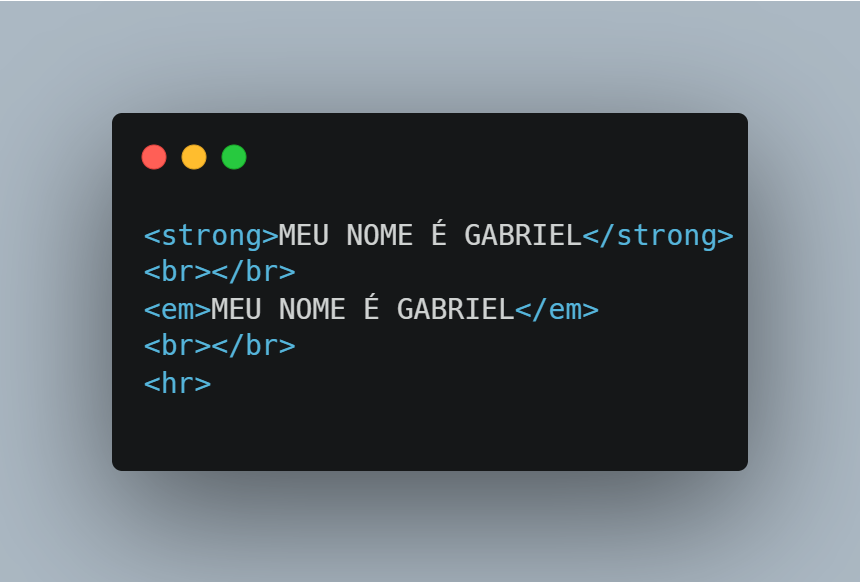 <strong>MEU NOME É GABRIEL</strong>
<br></br>
<em>MEU NOME É GABRIEL</em>
<br></br>
<hr>